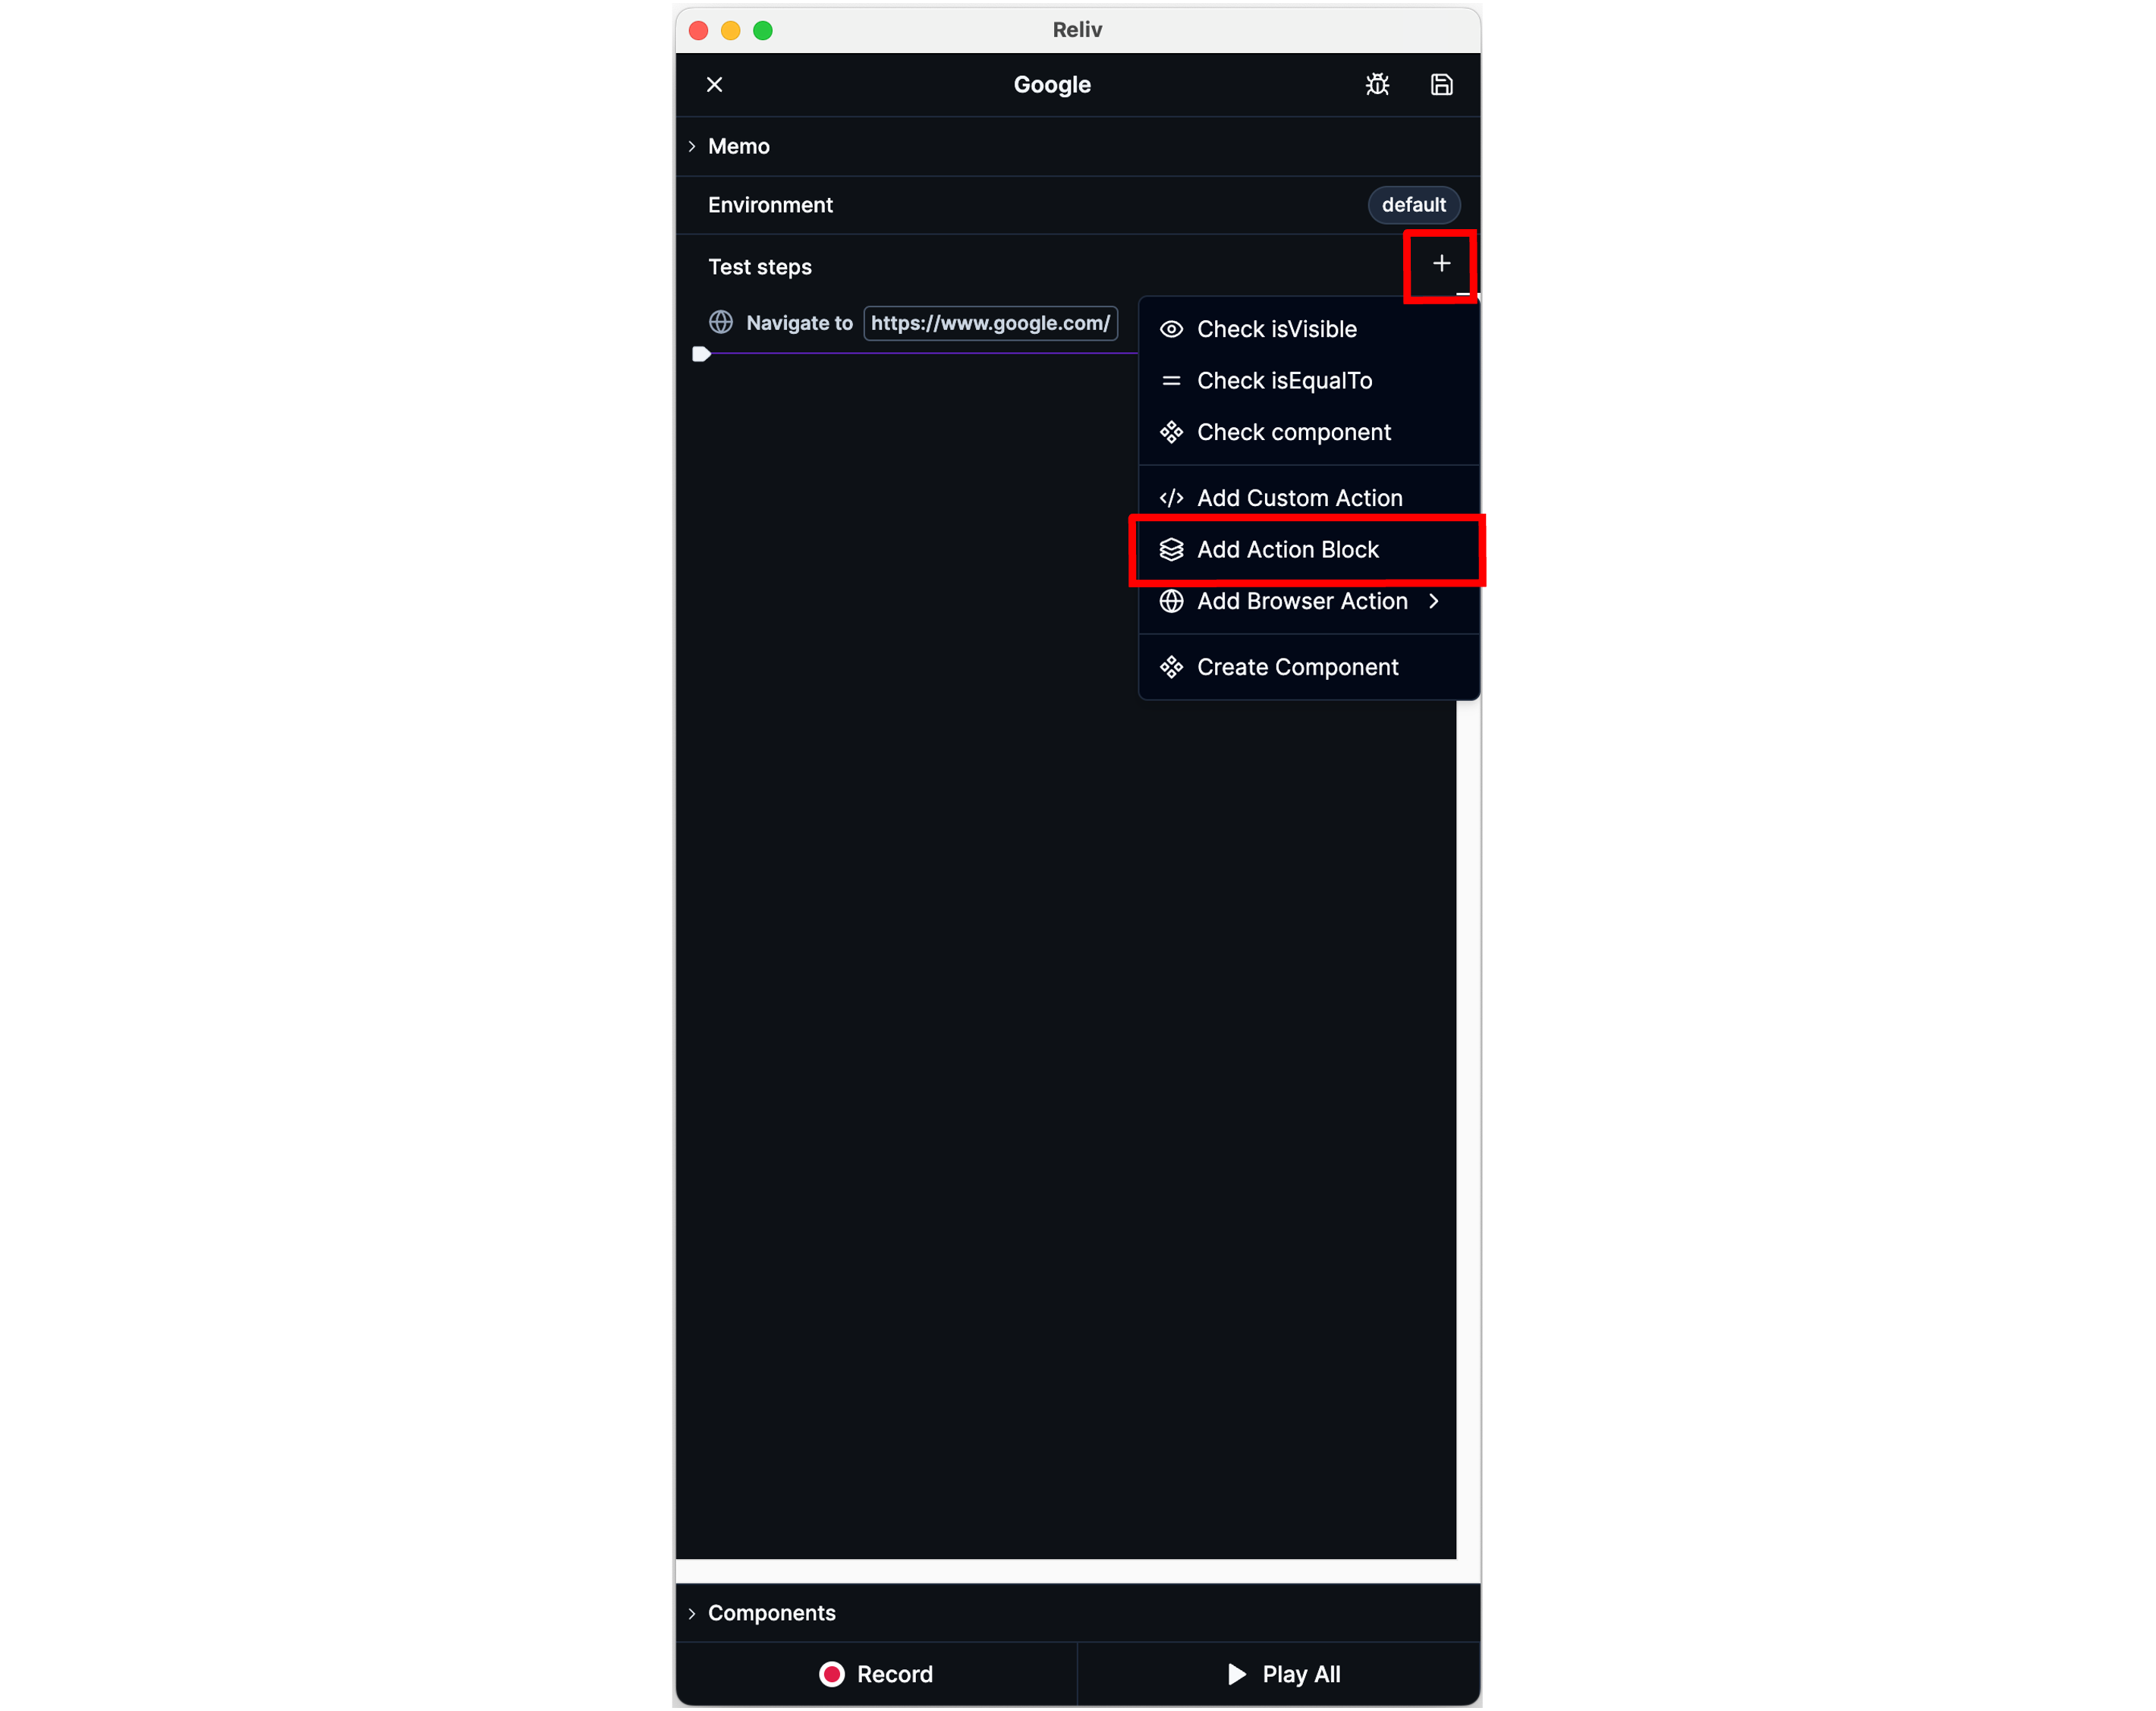 Reliv
Google
Memo
Environment
default
Test steps
Navigate to https://www.google.com/
Check isVisible
Check isEqualTo
Check component
Add Custom Action
Add Action Block
Add Browser Action
Create Component
Components
Record
Play All